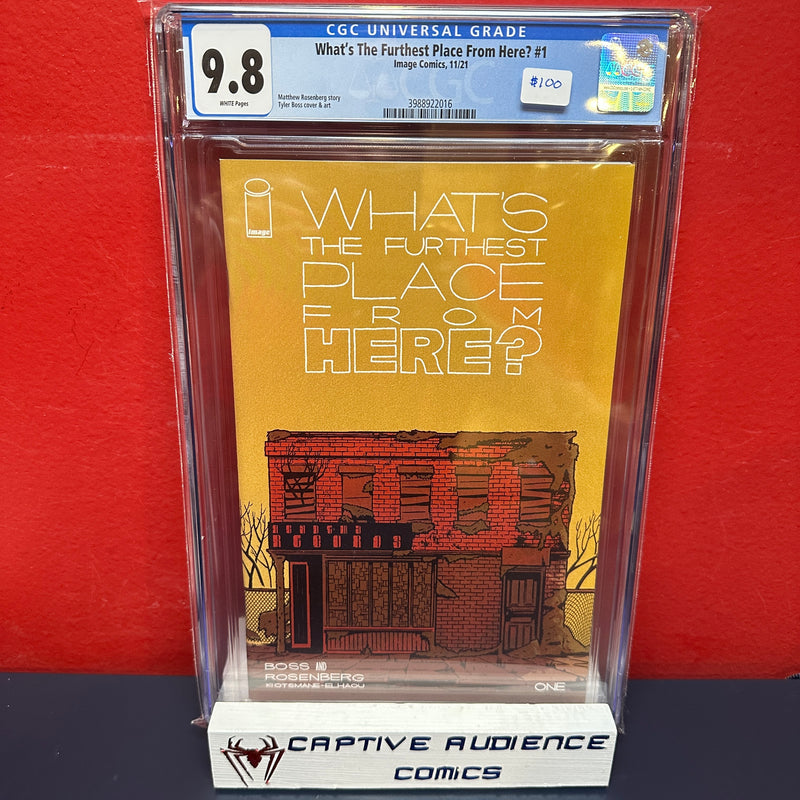 CGC UNIVERSAL GRADE
9.8
WHITE Pages
What's The Furthest Place From Here? #1
Image Comics, 11/21
Matthew Rosenberg story
Tyler Boss cover & art
3988922016
#100
CGC
image
WHAT'S
THE FURTHEST
PLACE
FROM
HERE?
RECORDS
BOSS AND
ROSENBERG
KIOTSMANE-ELHAOU
ONE
CAPTIVE AUDIENCE
COMICS